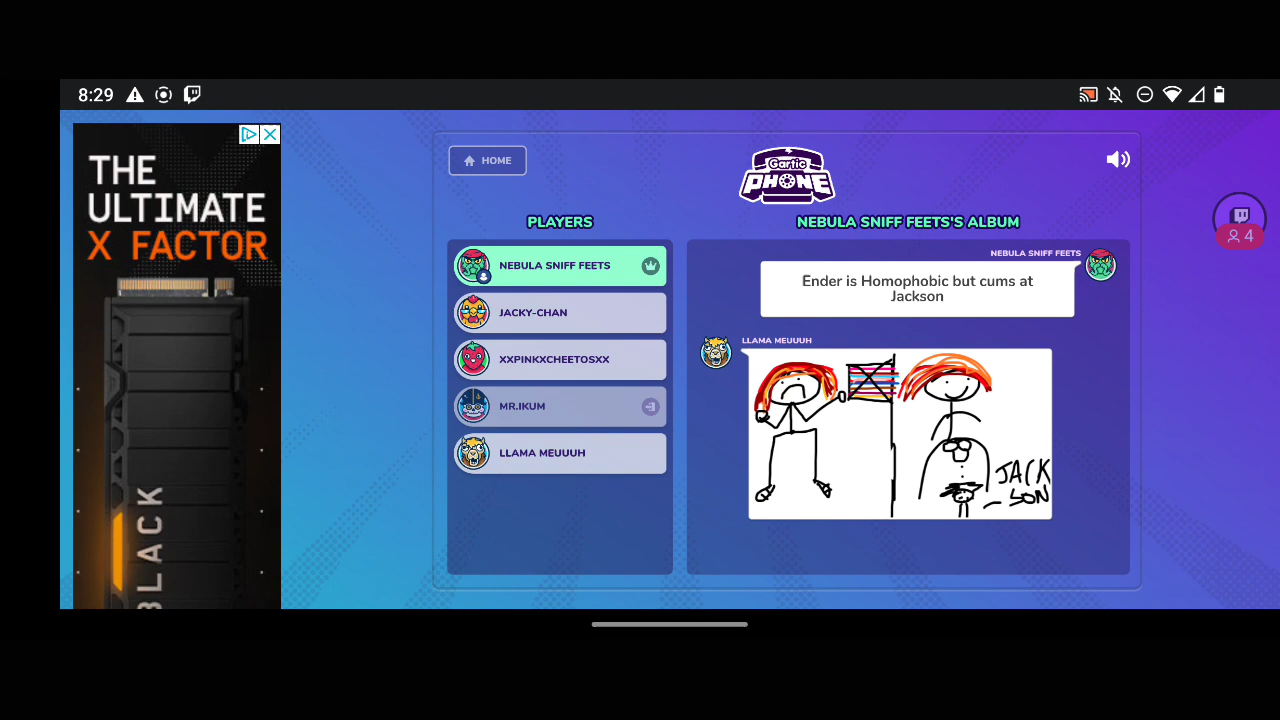 8:29
THE
ULTIMATE
X FACTOR
BLACK
HOME
Gartic
PHONE
PLAYERS
NEBULA SNIFF FEETS
JACKY-CHAN
XXPINKXCHEETOSXX
MR.IKUM
LLAMA MEUUUH
NEBULA SNIFF FEETS'S ALBUM
NEBULA SNIFF FEETS
Ender is Homophobic but cums at
Jackson
LLAMA MEUUUH
JACK
SON
4